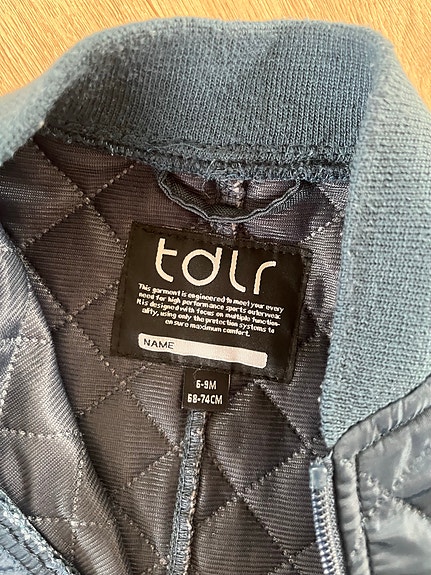 tdlr
This garment is engineered to meet your every
need for high performance sports outerwear.
It is designed with focus on multiple function-
ality, using only the protection systems to
ensure maximum comfort.
NAME
6-9M
68-74CM